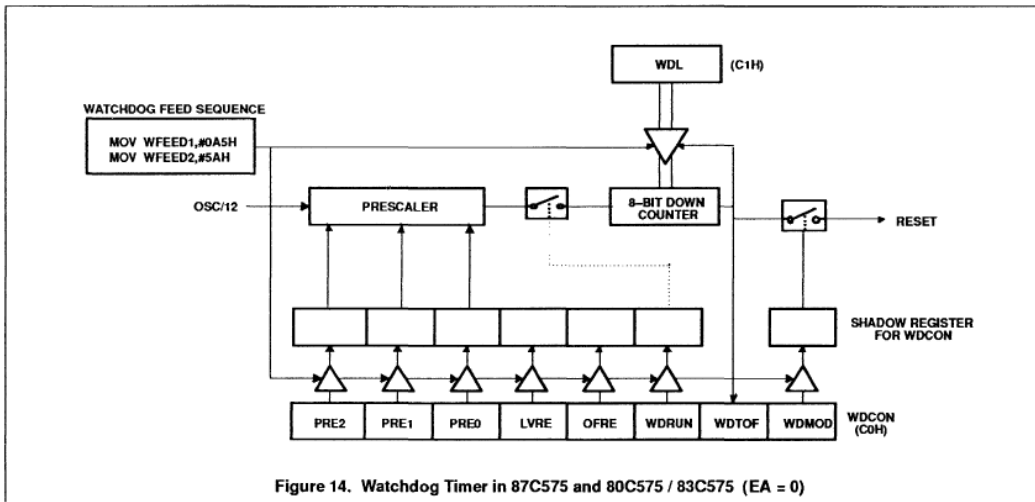 WDL (C1H)
WATCHDOG FEED SEQUENCE
MOV WFEED1,#0A5H
MOV WFEED2,#5AH
OSC/12
PRESCALER
8–BIT DOWN
COUNTER
RESET
SHADOW REGISTER
FOR WDCON
PRE2 PRE1 PRE0 LVRE OFRE WDRUN WDTOF WDMOD
WDCON
(C0H)
Figure 14. Watchdog Timer in 87C575 and 80C575 / 83C575 (EA = 0)